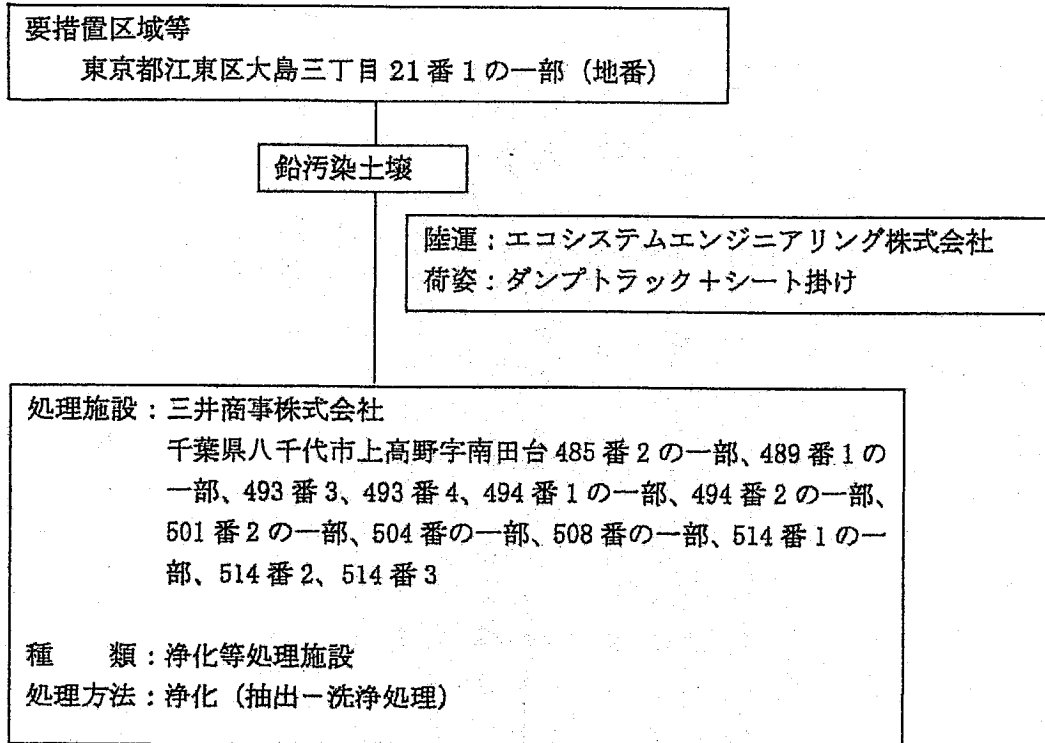 要措置区域等
東京都江東区大島三丁目21番1の一部（地番）
鉛汚染土壌
陸運：エコシステムエンジニアリング株式会社
荷姿：ダンプトラック＋シート掛け
処理施設：三井商事株式会社
千葉県八千代市上高野字南田台485番2の一部、489番1の
一部、493番3、493番4、494番1の一部、494番2の一部、
501番2の一部、504番の一部、508番の一部、514番1の一
部、514番2、514番3
種　　類：浄化等処理施設
処理方法：浄化（抽出－洗浄処理）